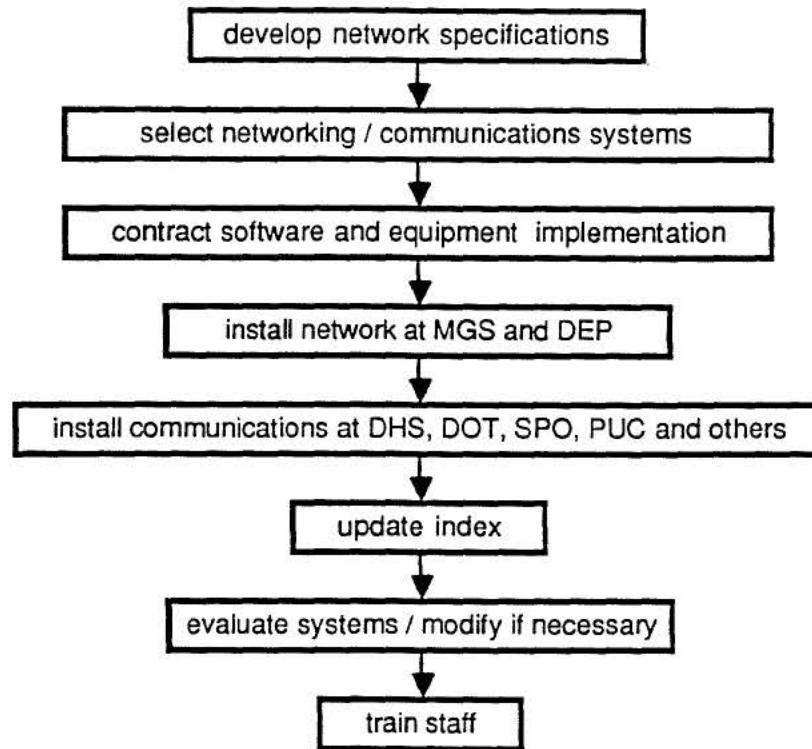 develop network specifications
select networking / communications systems
contract software and equipment implementation
install network at MGS and DEP
install communications at DHS, DOT, SPO, PUC and others
update index
evaluate systems / modify if necessary
train staff